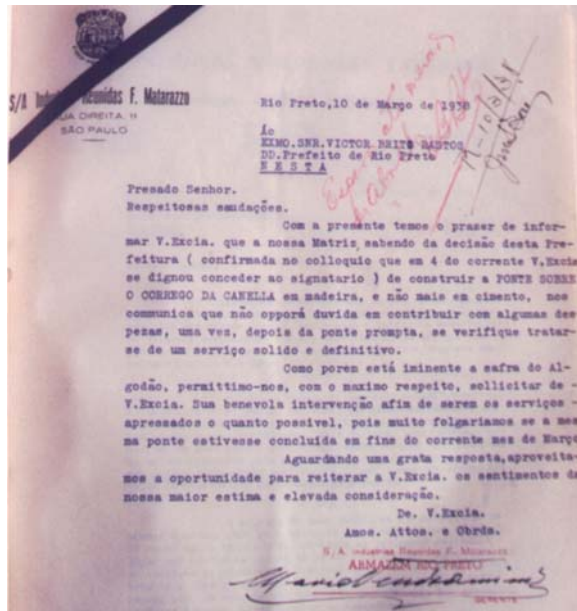 S/A Reunidas F. Matarazzo
RUA DIREITA 11
SÃO PAULO
Rio Preto,10 de Março de 1938
Ao
EXMO.SNR.VICTOR BRITO BASTOS
DD.Prefeito de Rio Preto
N E S T A
Presado Senhor.
Respeitosas saudações.
Com a presente temos o prazer de infor-
mar V.Excia. que a nossa Matriz, sabendo da decisão desta Pre-
feitura ( confirmada no colloquio que em 4 do corrente V.Excia
se dignou conceder ao signatario ) de construir a PONTE SOBRE
O CORREGO DA CANELLA em madeira, e não mais em cimento, nos
communica que não opporá duvida em contribuir com algumas des
pezas, uma vez, depois da ponte prompta, se verifique tratar-
se de um serviço solido e definitivo.
Como poren está iminente a safra do Al-
godão, permittimo-nos, com o maximo respeito, sollicitar de -
V.Excia. Sua benevola intervenção afim de serem os serviços -
apressados o quanto possivel, pois muito folgariamos se a mes
ma ponte estivesse concluida em fins do corrente mez de Março
Aguardando uma grata resposta,aproveita-
mos a oportunidade para reiterar a V.Excia. os sentimentos da
nossa maior estima e elevada consideração.
De. V.Excia.
Amos. Attos. e Obrds.
S/A. Industrias Reunidas F. Matarazzo
ARMAZEM RIO PRETO